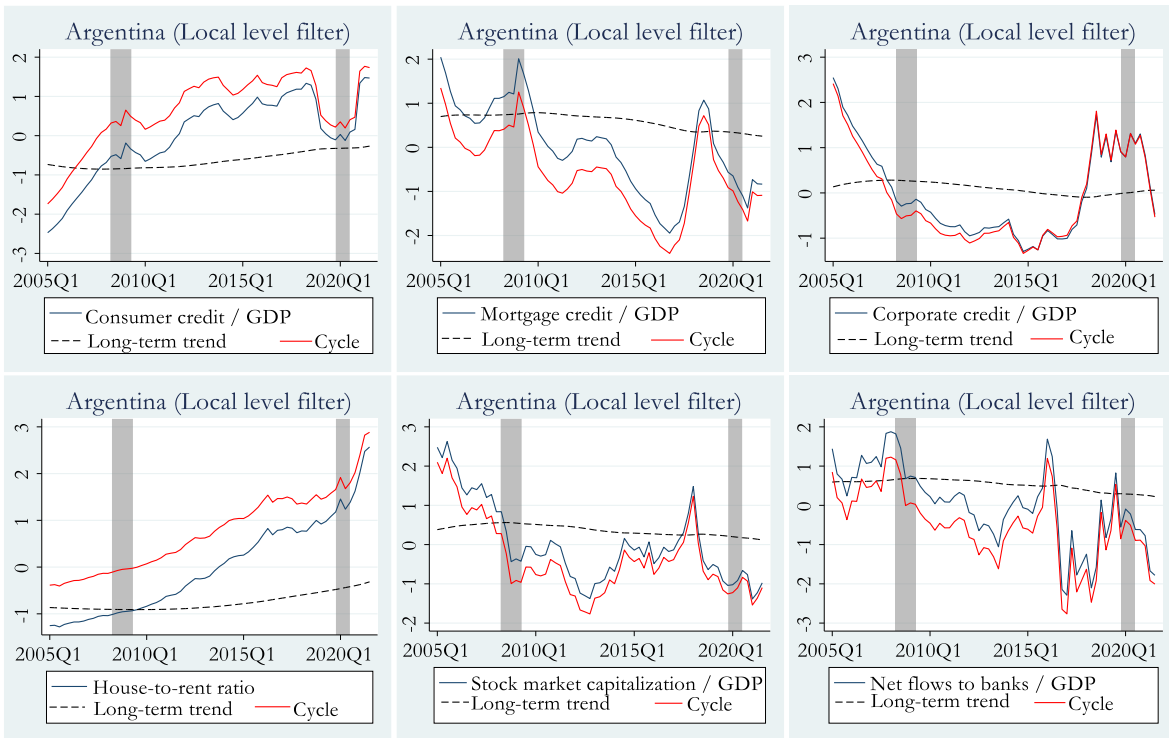 Argentina (Local level filter)
2
1
0
-1
-2
-3
2005Q1 2010Q1 2015Q1 2020Q1
Consumer credit / GDP
Long-term trend Cycle
Argentina (Local level filter)
2
1
0
-1
-2
2005Q1 2010Q1 2015Q1 2020Q1
Mortgage credit / GDP
Long-term trend Cycle
Argentina (Local level filter)
3
2
1
0
-1
2005Q1 2010Q1 2015Q1 2020Q1
Corporate credit / GDP
Long-term trend Cycle
Argentina (Local level filter)
3
2
1
0
-1
2005Q1 2010Q1 2015Q1 2020Q1
House-to-rent ratio
Long-term trend Cycle
Argentina (Local level filter)
3
2
1
0
-1
-2
2005Q1 2010Q1 2015Q1 2020Q1
Stock market capitalization / GDP
Long-term trend Cycle
Argentina (Local level filter)
2
1
0
-1
-2
-3
2005Q1 2010Q1 2015Q1 2020Q1
Net flows to banks / GDP
Long-term trend Cycle